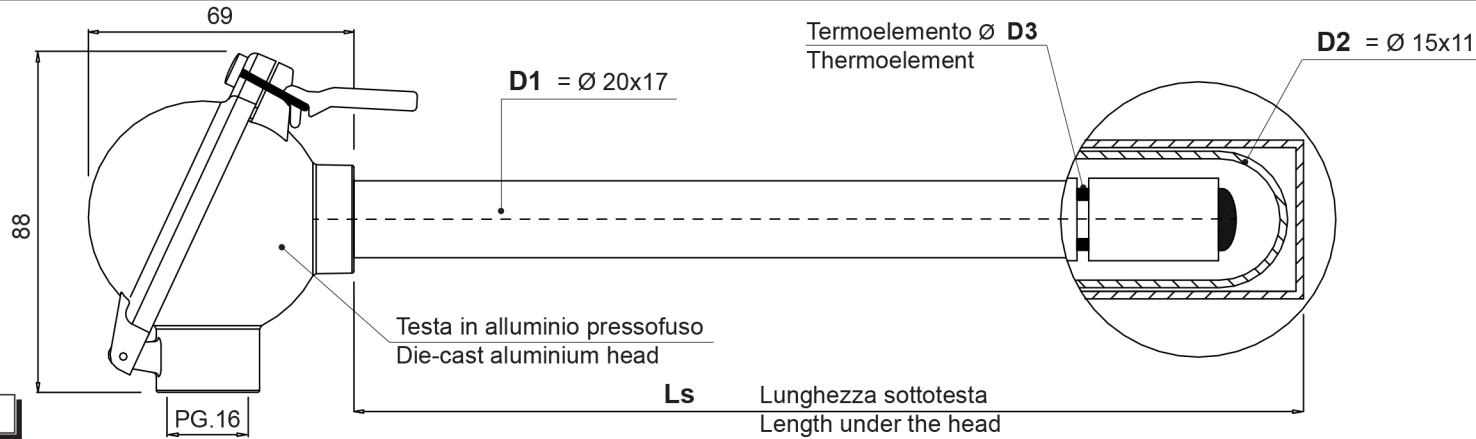 69
Termoelemento Ø D3
Thermoelement
D2 = Ø 15x11
D1 = Ø 20x17
88
Testa in alluminio pressofuso
Die-cast aluminium head
Ls Lunghezza sottotesta
Length under the head
PG.16